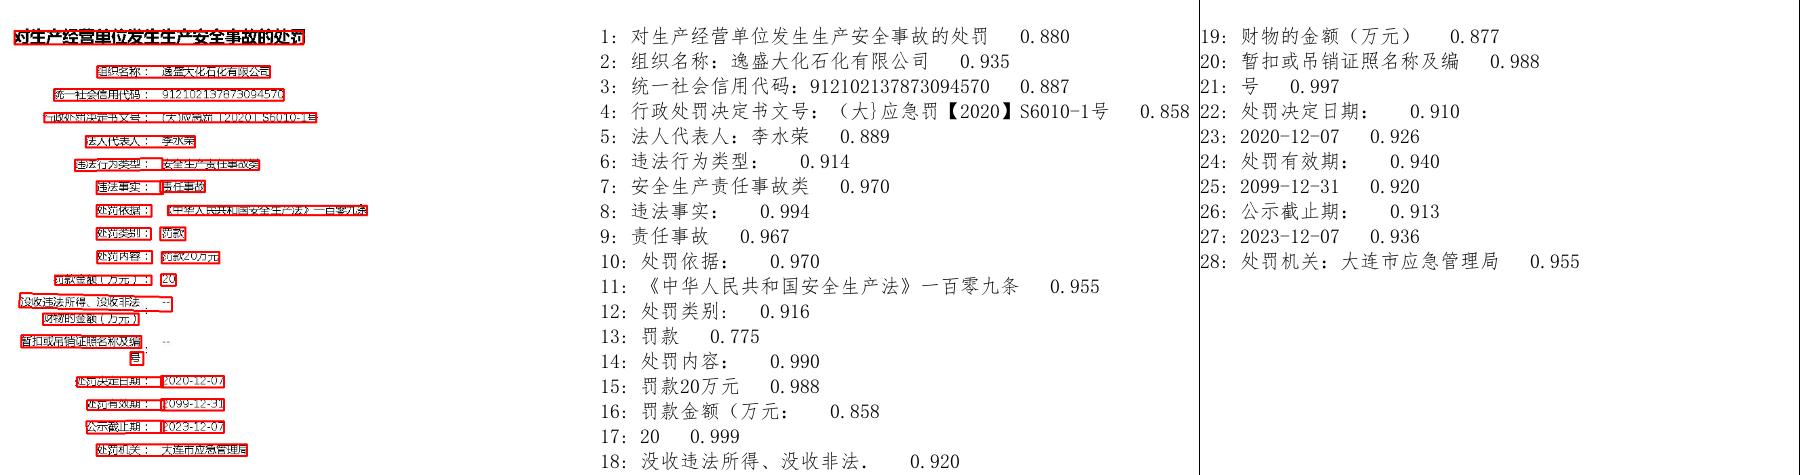 对生产经营单位发生生产安全事故的处罚
组织名称： 逸盛大化石化有限公司
统一社会信用代码： 912102137873094570
行政处罚决定书文号： (大)应急罚【2020】S6010-1号
法人代表人： 李水荣
违法行为类型： 安全生产责任事故类
违法事实： 责任事故
处罚依据： 《中华人民共和国安全生产法》一百零九条
处罚类别： 罚款
处罚内容： 罚款20万元
罚款金额（万元）： 20
没收违法所得、没收非法 --
财物的金额（万元）：
暂扣或吊销证照名称及编 --
号：
处罚决定日期： 2020-12-07
处罚有效期： 2099-12-31
公示截止期： 2023-12-07
处罚机关： 大连市应急管理局
1: 对生产经营单位发生生产安全事故的处罚 0.880
2: 组织名称：逸盛大化石化有限公司 0.935
3: 统一社会信用代码：912102137873094570 0.887
4: 行政处罚决定书文号：（大}应急罚【2020】S6010-1号 0.858
5: 法人代表人：李水荣 0.889
6: 违法行为类型： 0.914
7: 安全生产责任事故类 0.970
8: 违法事实： 0.994
9: 责任事故 0.967
10: 处罚依据： 0.970
11: 《中华人民共和国安全生产法》一百零九条 0.955
12: 处罚类别： 0.916
13: 罚款 0.775
14: 处罚内容： 0.990
15: 罚款20万元 0.988
16: 罚款金额（万元： 0.858
17: 20 0.999
18: 没收违法所得、没收非法. 0.920
19: 财物的金额（万元） 0.877
20: 暂扣或吊销证照名称及编 0.988
21: 号 0.997
22: 处罚决定日期： 0.910
23: 2020-12-07 0.926
24: 处罚有效期： 0.940
25: 2099-12-31 0.920
26: 公示截止期： 0.913
27: 2023-12-07 0.936
28: 处罚机关：大连市应急管理局 0.955